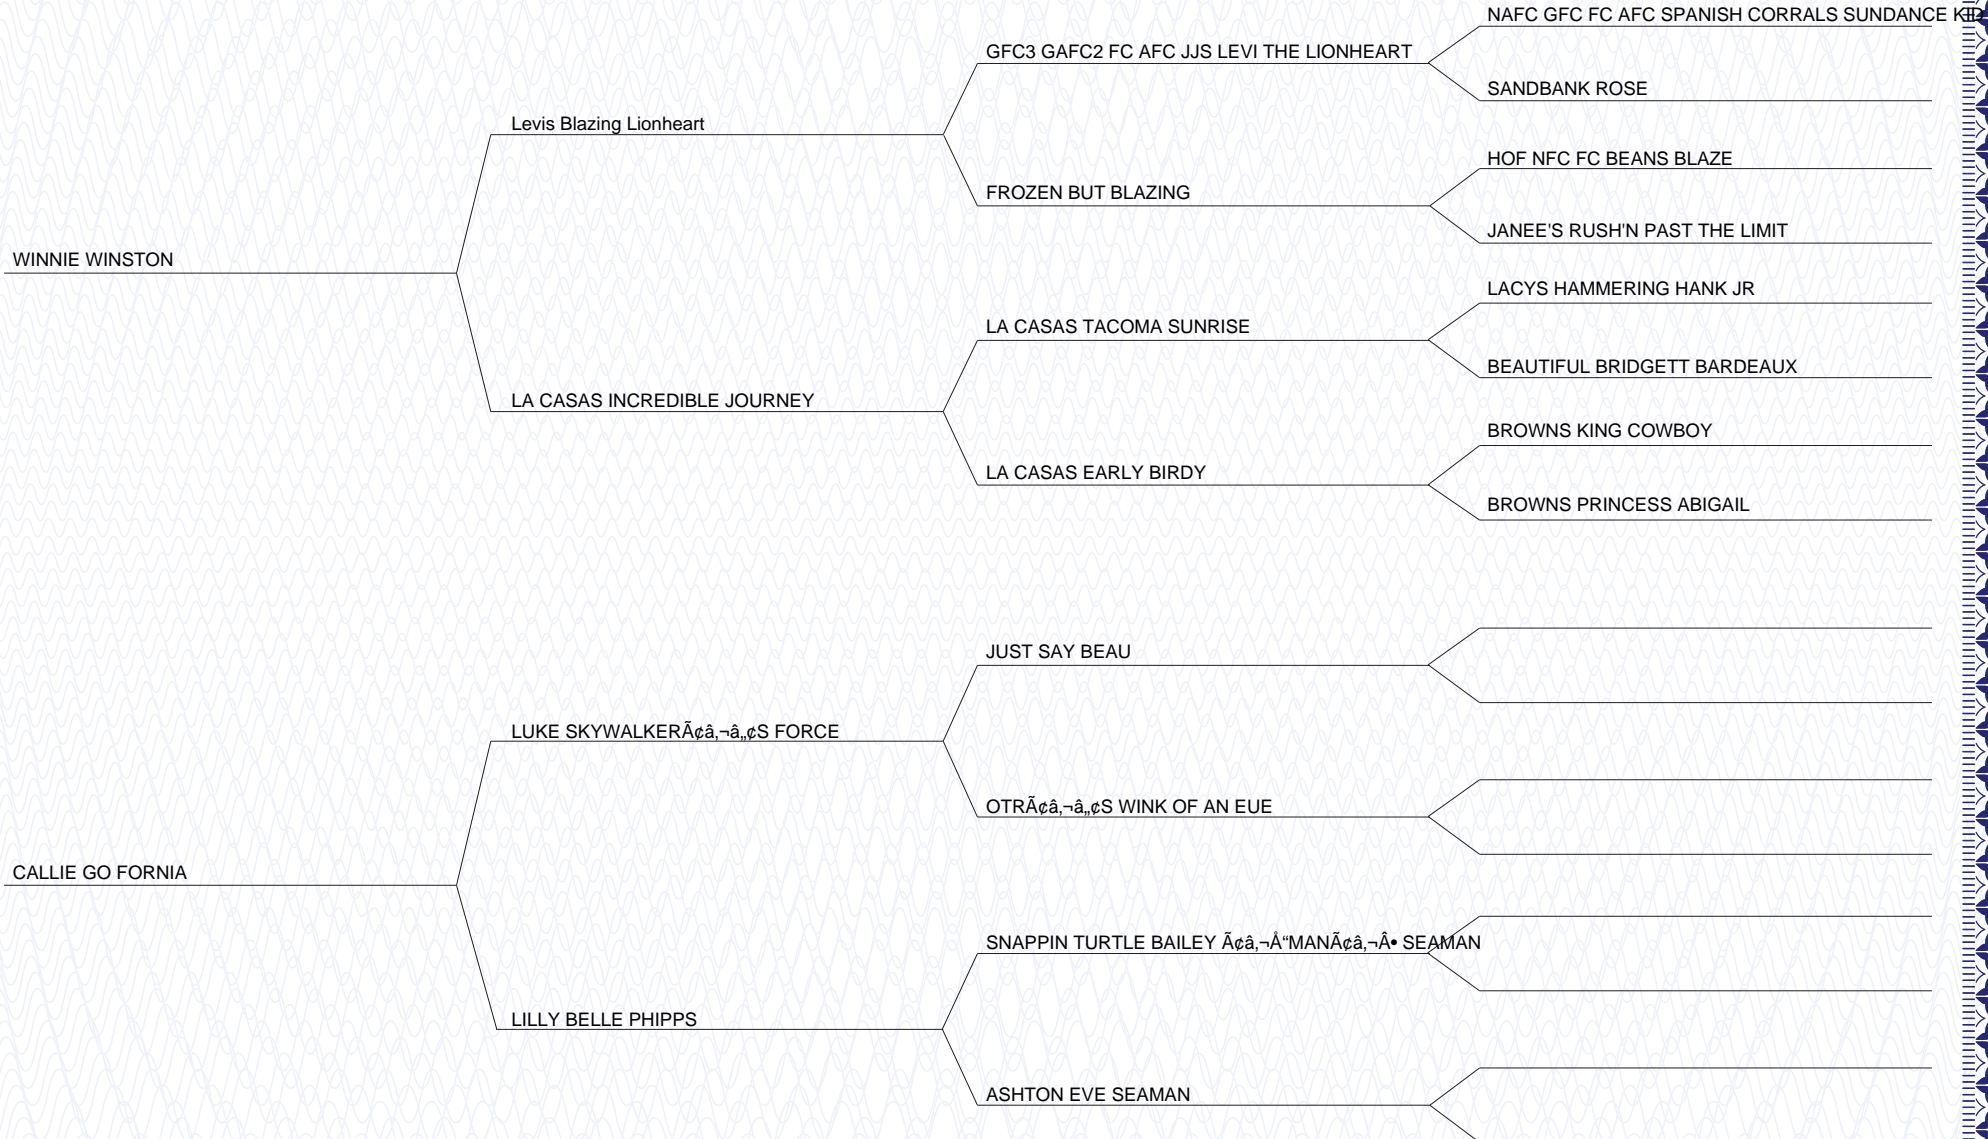 NAFC GFC FC AFC SPANISH CORRALS SUNDANCE KID
GFC3 GAFC2 FC AFC JJS LEVI THE LIONHEART
SANDBANK ROSE
Levis Blazing Lionheart
HOF NFC FC BEANS BLAZE
FROZEN BUT BLAZING
JANEE'S RUSH'N PAST THE LIMIT
WINNIE WINSTON
LACYS HAMMERING HANK JR
LA CASAS TACOMA SUNRISE
BEAUTIFUL BRIDGETT BARDEAUX
LA CASAS INCREDIBLE JOURNEY
BROWNS KING COWBOY
LA CASAS EARLY BIRDY
BROWNS PRINCESS ABIGAIL
JUST SAY BEAU
LUKE SKYWALKERÃ¢â‚¬â„¢S FORCE
OTRÃ¢â‚¬â„¢S WINK OF AN EUE
CALLIE GO FORNIA
SNAPPIN TURTLE BAILEY Ã¢â‚¬Å“MANÃ¢â‚¬Â• SEAMAN
LILLY BELLE PHIPPS
ASHTON EVE SEAMAN